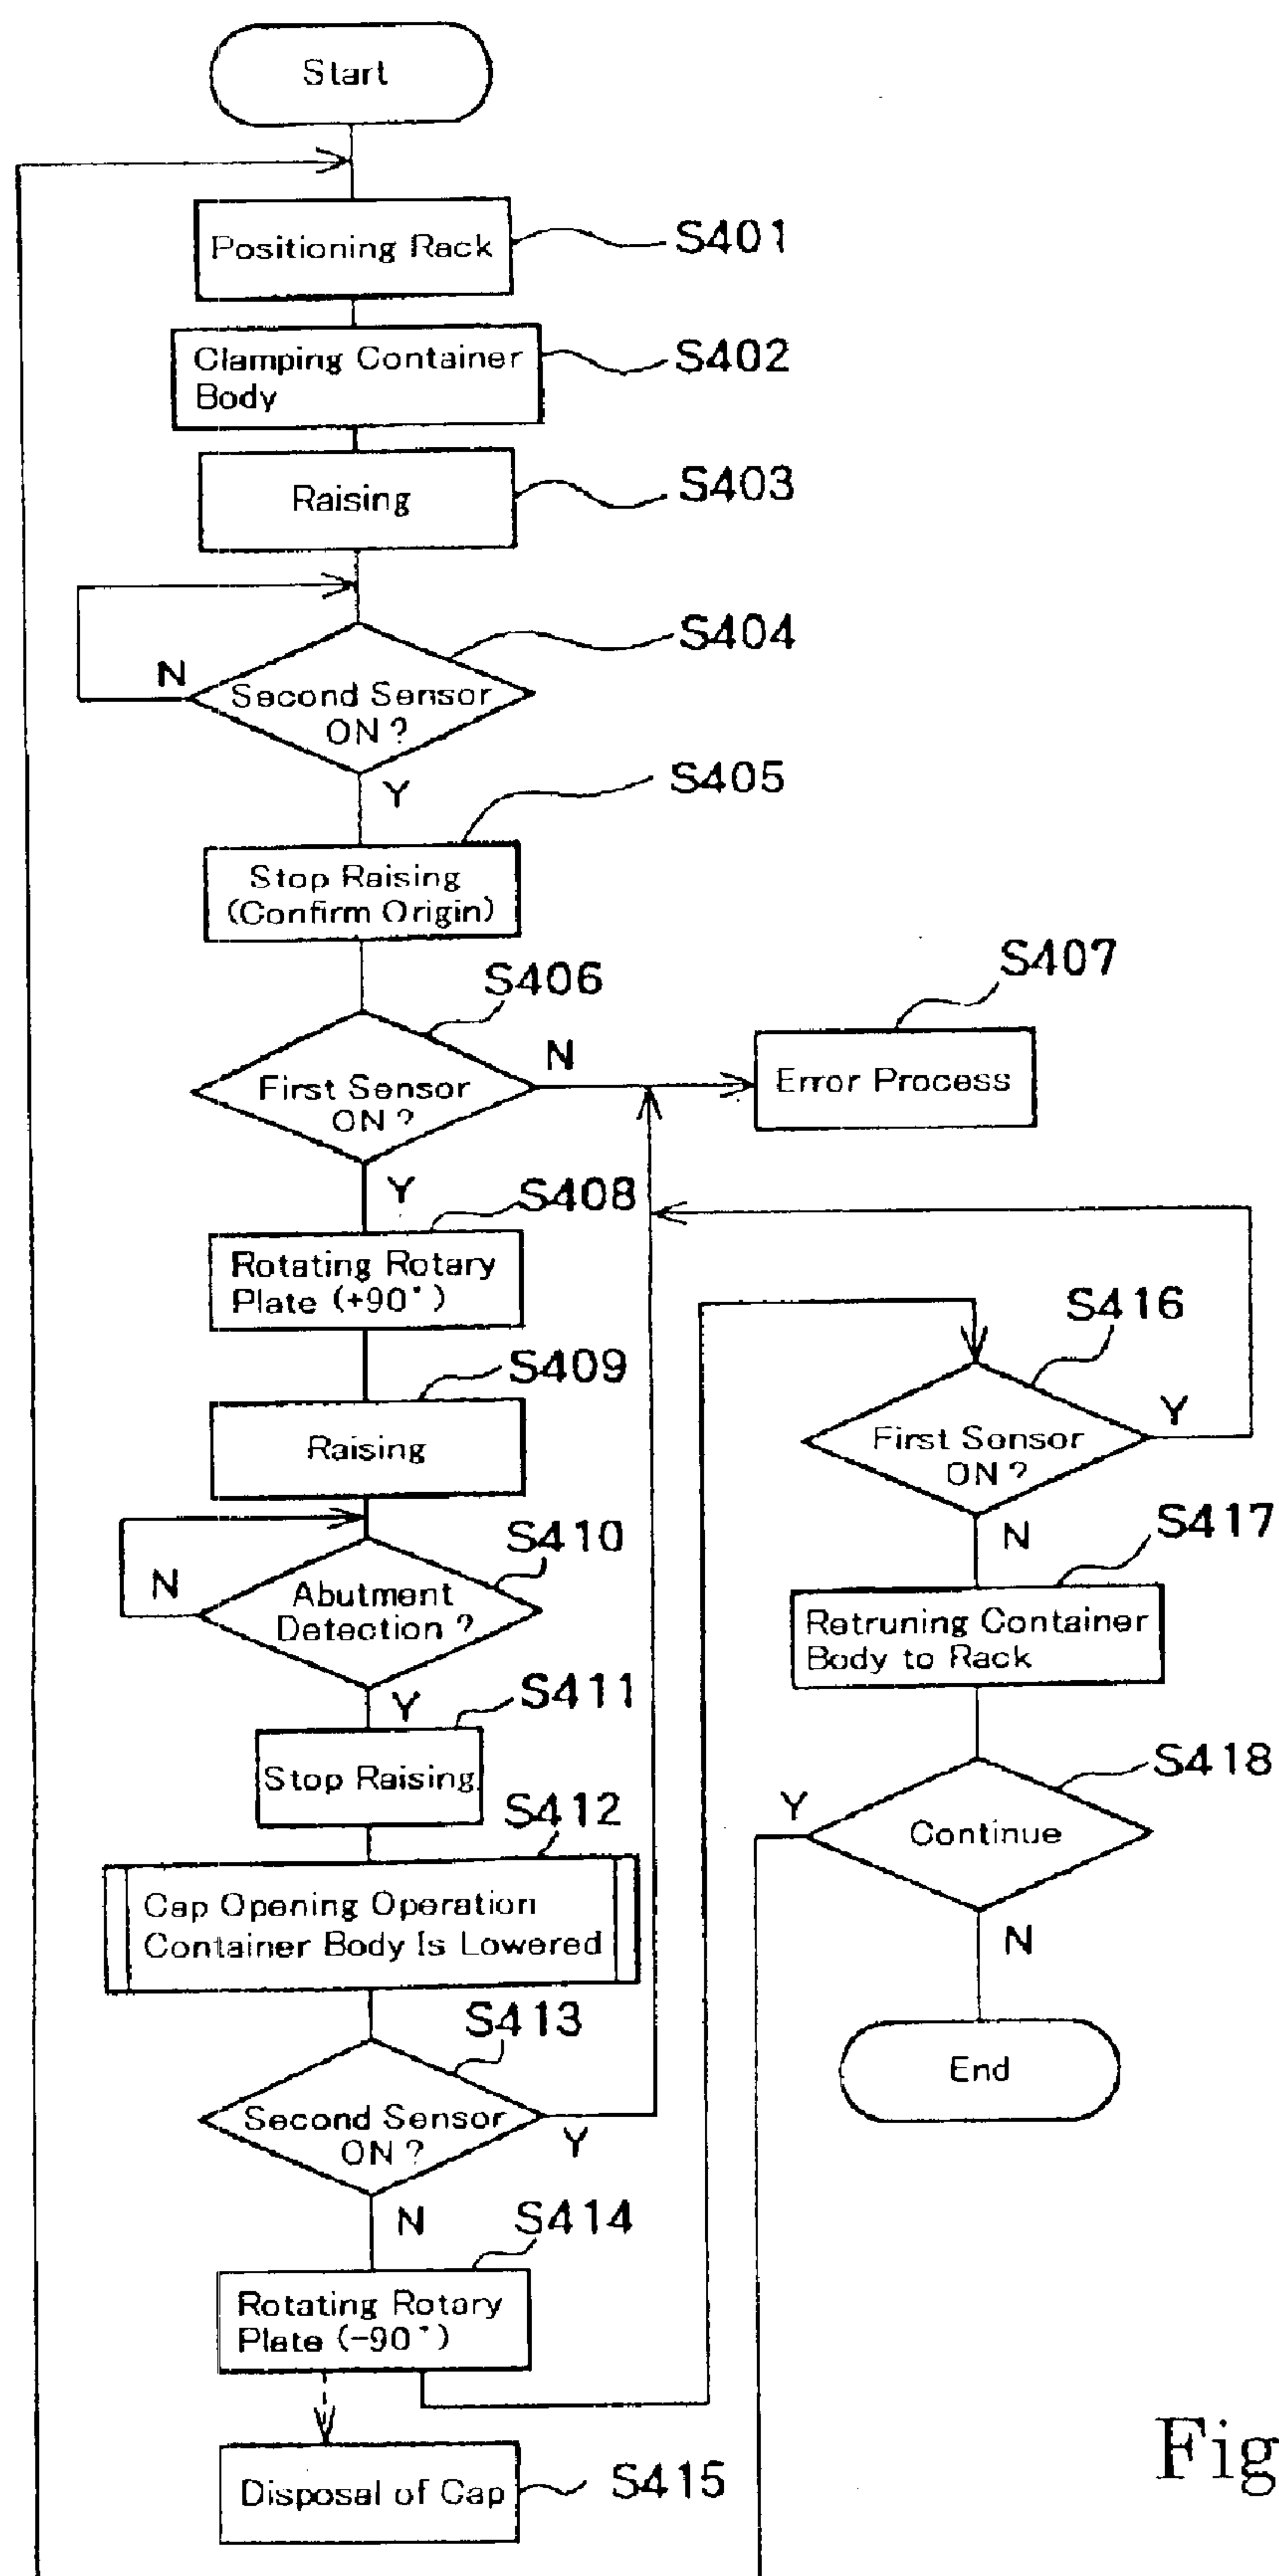 Start
Positioning Rack
S401
Clamping Container
Body
S402
Raising
S403
S404
N
Second Sensor
ON ?
Y
S405
Stop Raising
(Confirm Origin)
S406
First Sensor
ON ?
N
S407
Error Process
Y
S408
Rotating Rotary
Plate (+90°)
S409
Raising
S410
N
Abutment
Detection ?
Y
S411
Stop Raising
S412
Cap Opening Operation
Container Body Is Lowered
S413
Second Sensor
ON ?
Y
N
S414
Rotating Rotary
Plate (-90°)
Disposal of Cap
S415
S416
First Sensor
ON ?
Y
N
S417
Retruning Container
Body to Rack
S418
Y
Continue
N
End
Fig